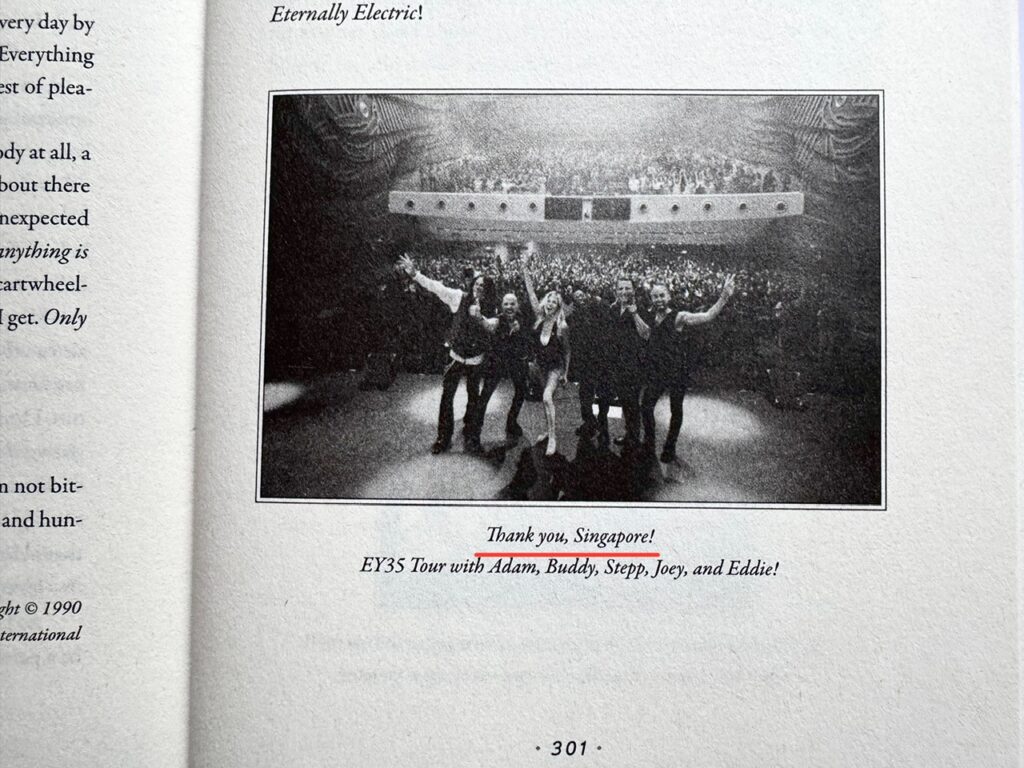 very day by
Everything
est of plea-
ody at all, a
bout there
nexpected
anything is
cartwheel-
I get. Only
n not bit-
and hun-
ght © 1990
ternational
Eternally Electric!
Thank you, Singapore!
EY35 Tour with Adam, Buddy, Stepp, Joey, and Eddie!
• 301 •